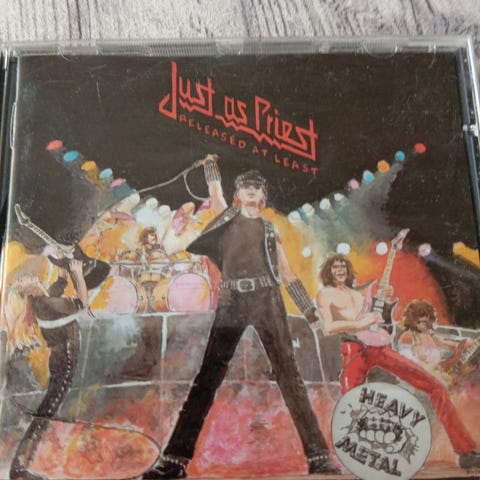 Just as Priest
RELEASED AT LEAST
HEAVY
METAL